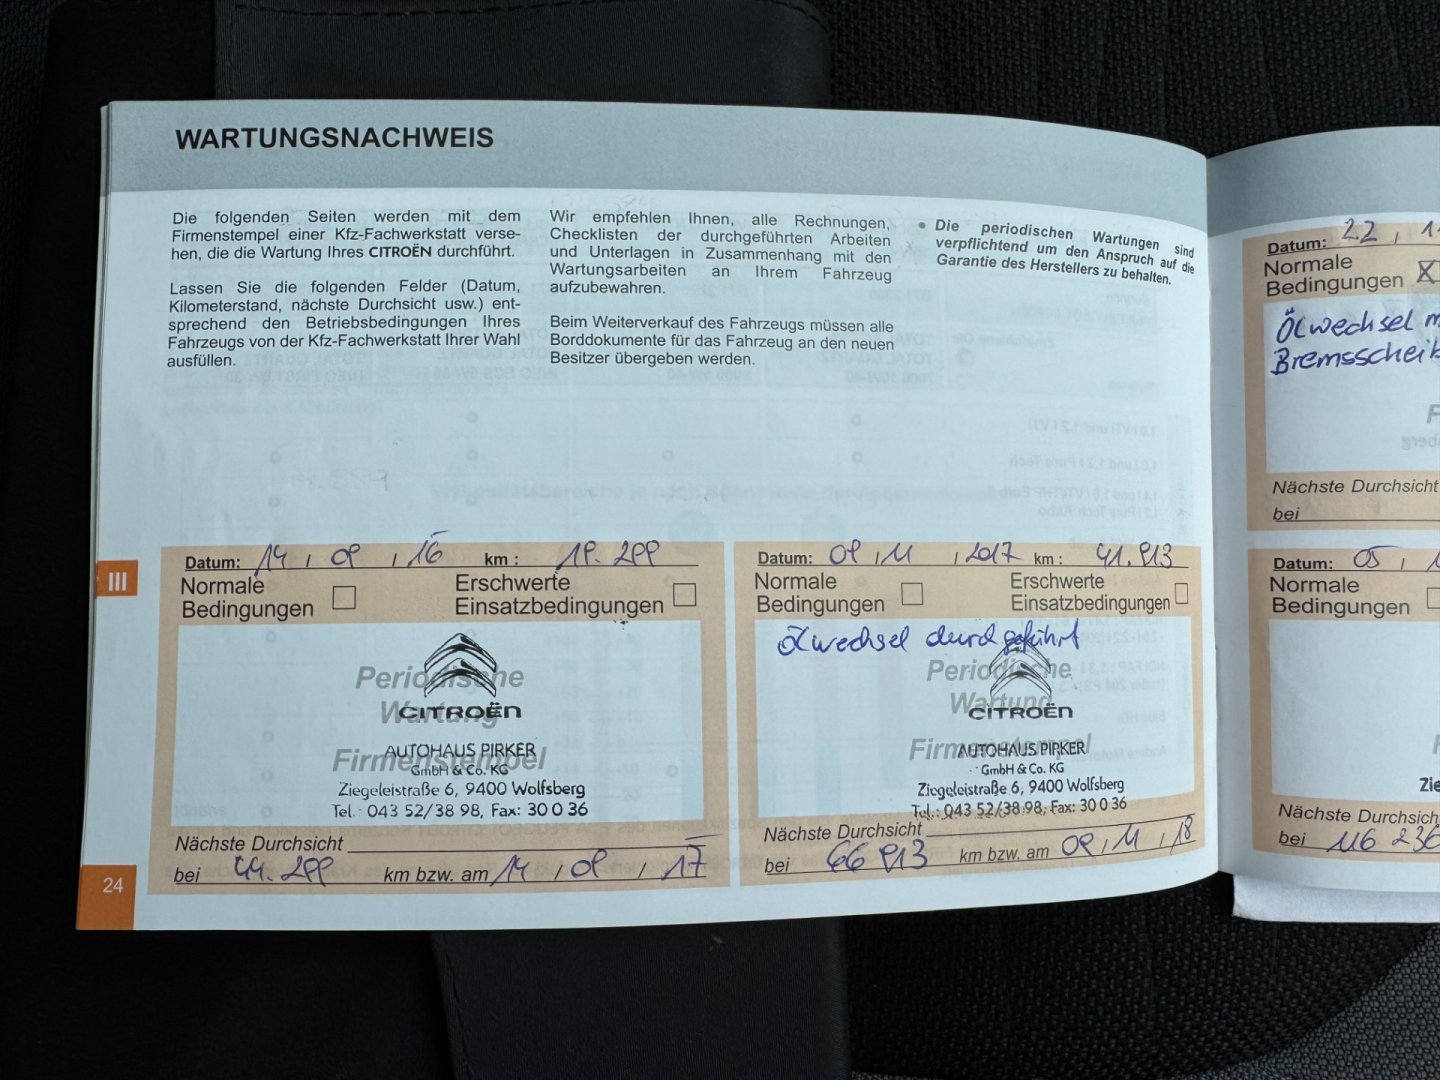 WARTUNGSNACHWEIS
Die folgenden Seiten werden mit dem
Firmenstempel einer Kfz-Fachwerkstatt verse-
hen, die die Wartung Ihres CITROËN durchführt.
Lassen Sie die folgenden Felder (Datum,
Kilometerstand, nächste Durchsicht usw.) ent-
sprechend den Betriebsbedingungen Ihres
Fahrzeugs von der Kfz-Fachwerkstatt Ihrer Wahl
ausfüllen.
Wir empfehlen Ihnen, alle Rechnungen,
Checklisten der durchgeführten Arbeiten
und Unterlagen in Zusammenhang mit den
Wartungsarbeiten an Ihrem Fahrzeug
aufzubewahren.
Beim Weiterverkauf des Fahrzeugs müssen alle
Borddokumente für das Fahrzeug an den neuen
Besitzer übergeben werden.
• Die periodischen Wartungen sind
verpflichtend um den Anspruch auf die
Garantie des Herstellers zu behalten.
III
Datum: 14 . 09 . 16 km : 19.299
Normale
Bedingungen
Erschwerte
Einsatzbedingungen
Periodische
Wartung
Firmenstempel
CITROËN
AUTOHAUS PIRKER
GmbH & Co. KG
Ziegeleistraße 6, 9400 Wolfsberg
Tel.: 043 52/38 98, Fax: 30 0 36
Nächste Durchsicht
bei 44.299 km bzw. am 14 . 09 . 17
Datum: 09 . 11 . 2017 km : 41.913
Normale
Bedingungen
Erschwerte
Einsatzbedingungen
Ölwechsel durchgeführt
Periodische
Wartung
Firmenstempel
CITROËN
AUTOHAUS PIRKER
GmbH & Co. KG
Ziegeleistraße 6, 9400 Wolfsberg
Tel.: 043 52/38 98, Fax: 30 0 36
Nächste Durchsicht
bei 66 913 km bzw. am 09 . 11 . 18
24
Datum: 22 .
Normale
Bedingungen X
Ölwechsel
Nächste Durchsicht
bei
Datum: 05 .
Normale
Bedingungen
Nächste
bei 116 236